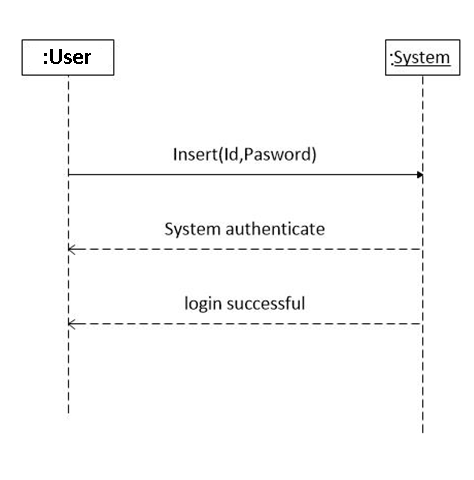 :User
:System
Insert(Id,Pasword)
System authenticate
login successful